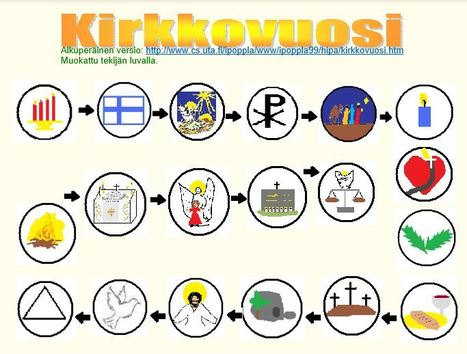 Kirkkovuosi
Alkuperäinen versio: http://www.cs.uta.fi/ipoppla/www/ipoppla99/hlpa/kirkkovuosi.htm
Muokattu tekijän luvalla.